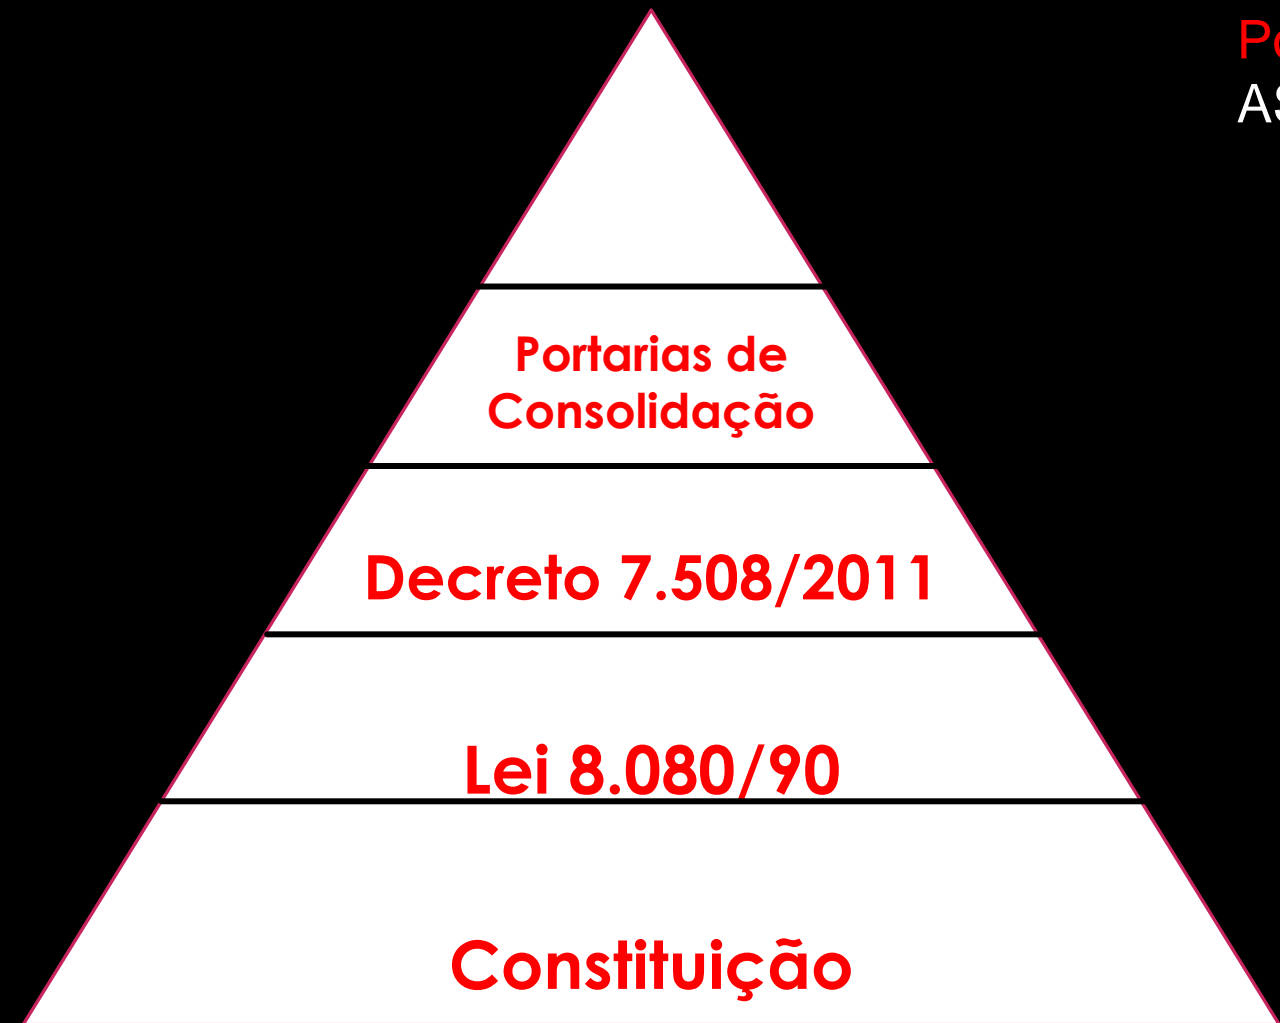 Portarias de
Consolidação
Decreto 7.508/2011
Lei 8.080/90
Constituição